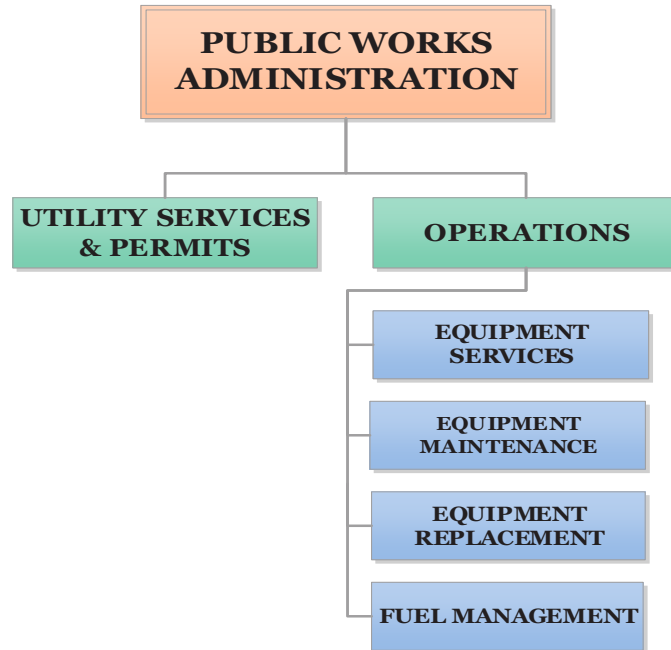 PUBLIC WORKS
ADMINISTRATION
UTILITY SERVICES
& PERMITS
OPERATIONS
EQUIPMENT
SERVICES
EQUIPMENT
MAINTENANCE
EQUIPMENT
REPLACEMENT
FUEL MANAGEMENT